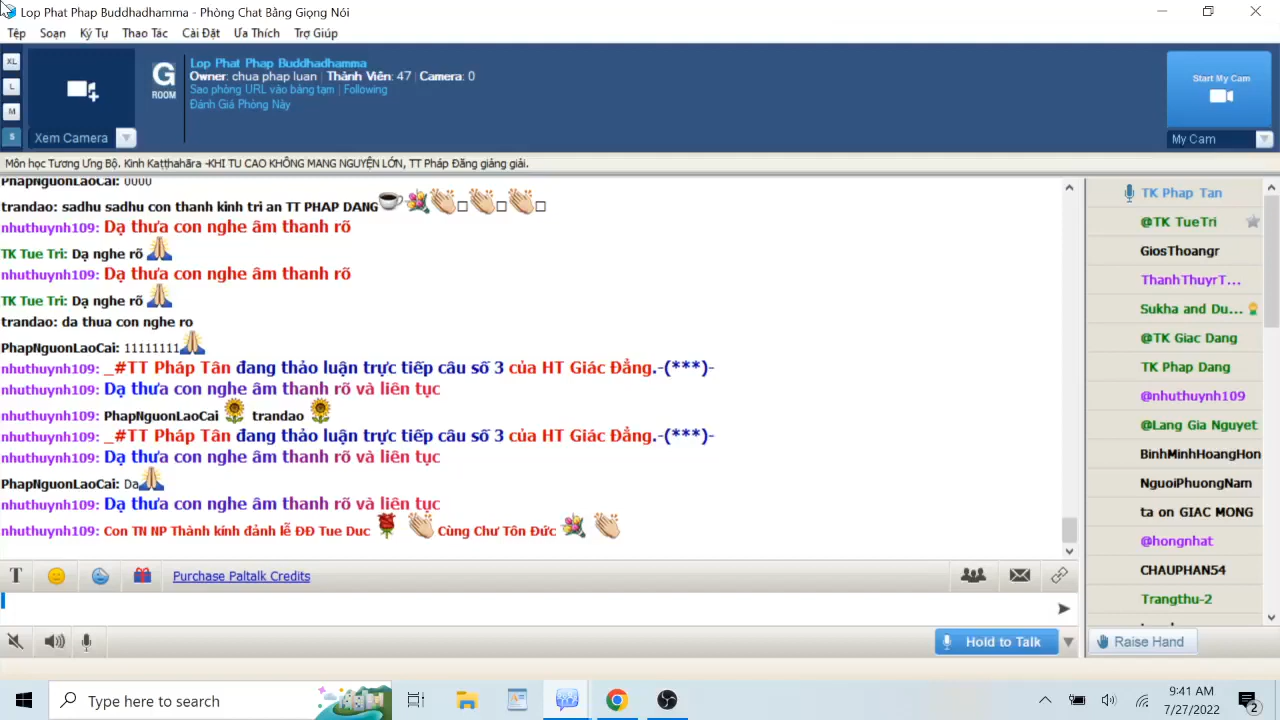 Lop Phat Phap Buddhadhamma - Phòng Chat Bằng Giọng Nói
Tệp Soạn Ký Tự Thao Tác Cài Đặt Ưa Thích Trợ Giúp
XL
L
M
S
Xem Camera
G
ROOM
Lop Phat Phap Buddhadhamma
Owner: chua phap luan | Thành Viên: 47 | Camera: 0
Sao phòng URL vào bảng tạm | Following
Đánh Giá Phòng Này
Start My Cam
My Cam
Môn học Tương Ưng Bộ. Kinh Kaṭṭhahāra -KHI TU CAO KHÔNG MANG NGUYỆN LỚN, TT Pháp Đăng giảng giải.
PhapNguonLaoCai: 0000
trandao: sadhu sadhu con thanh kinh tri an TT PHAP DANG
nhuthuynh109: Dạ thưa con nghe âm thanh rõ
TK Tue Tri: Dạ nghe rõ
nhuthuynh109: Dạ thưa con nghe âm thanh rõ
TK Tue Tri: Dạ nghe rõ
trandao: da thua con nghe ro
PhapNguonLaoCai: 11111111
nhuthuynh109: _#TT Pháp Tân đang thảo luận trực tiếp câu số 3 của HT Giác Đẳng.-(***)-
nhuthuynh109: Dạ thưa con nghe âm thanh rõ và liên tục
nhuthuynh109: PhapNguonLaoCai trandao
nhuthuynh109: _#TT Pháp Tân đang thảo luận trực tiếp câu số 3 của HT Giác Đẳng.-(***)-
nhuthuynh109: Dạ thưa con nghe âm thanh rõ và liên tục
PhapNguonLaoCai: Da
nhuthuynh109: Dạ thưa con nghe âm thanh rõ và liên tục
nhuthuynh109: Con TN NP Thành kính đảnh lễ ĐĐ Tue Duc Cùng Chư Tôn Đức
TK Phap Tan
@TK TueTri
GiosThoangr
ThanhThuyrT...
Sukha and Du...
@TK Giac Dang
TK Phap Dang
@nhuthuynh109
@Lang Gia Nguyet
BinhMinhHoangHon
NguoiPhuongNam
ta on GIAC MONG
@hongnhat
CHAUPHAN54
Trangthu-2
T
Purchase Paltalk Credits
Hold to Talk
Raise Hand
Type here to search
9:41 AM
7/27/2022
2